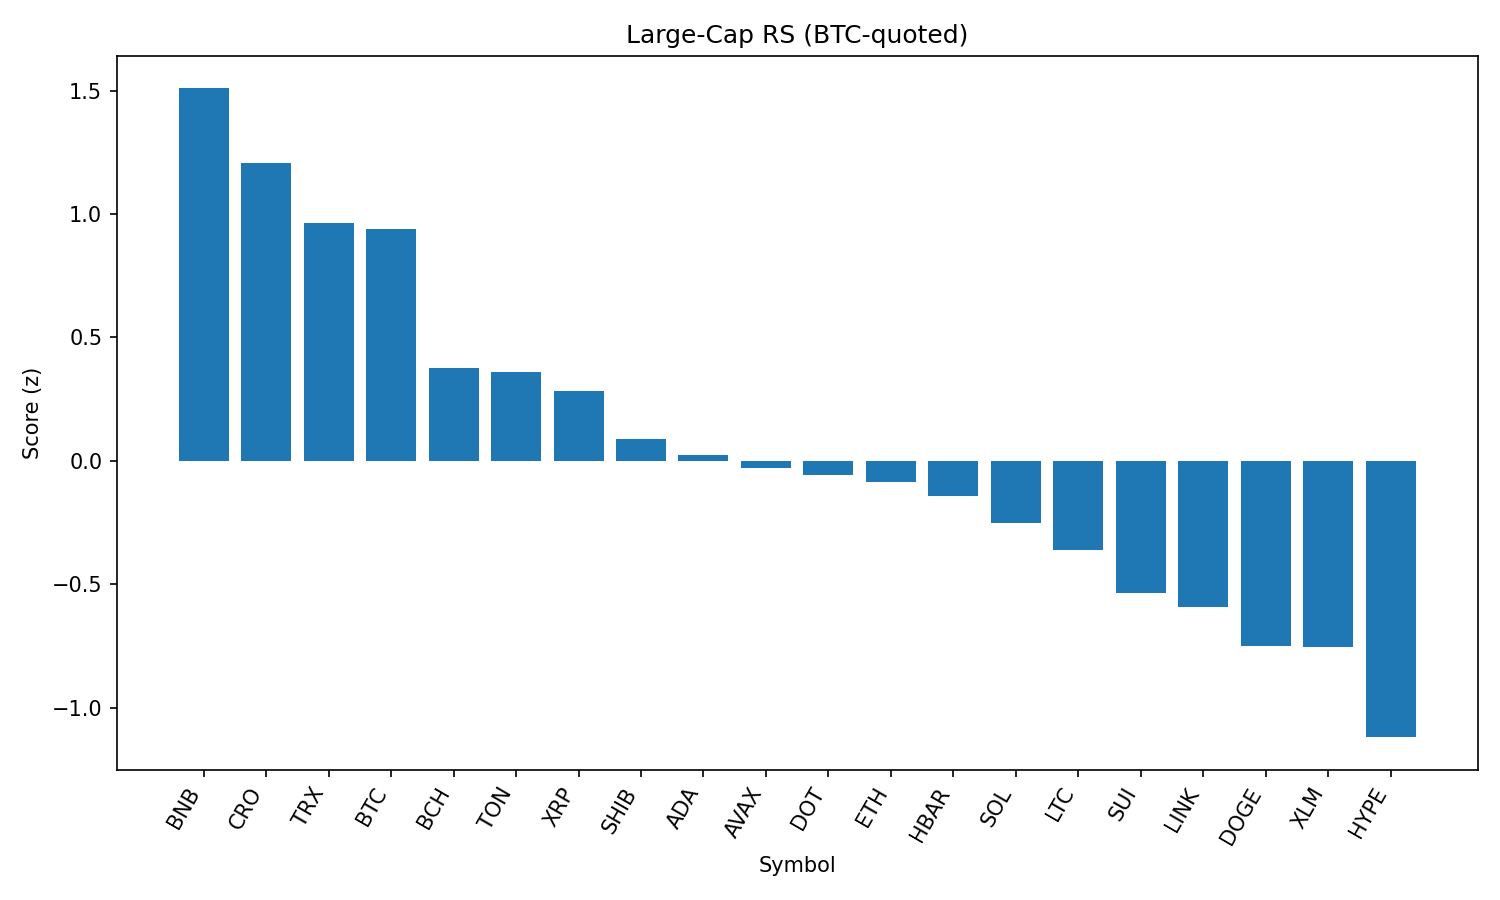 Large-Cap RS (BTC-quoted)
Score (z)
1.5
1.0
0.5
0.0
−0.5
−1.0
BNB
CRO
TRX
BTC
BCH
TON
XRP
SHIB
ADA
AVAX
DOT
ETH
HBAR
SOL
LTC
SUI
LINK
DOGE
XLM
HYPE
Symbol